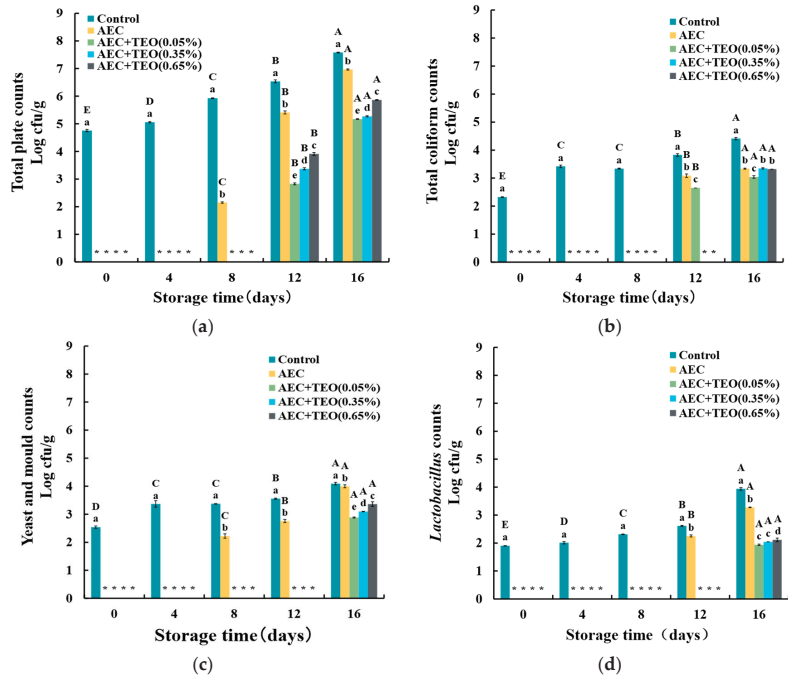 Total plate counts
Log cfu/g
9
8
7
6
5
4
3
2
1
0
Control
AEC
AEC+TEO(0.05%)
AEC+TEO(0.35%)
AEC+TEO(0.65%)
E
a
* * * *
D
a
* * * *
C
a
C
b
* * *
B
a
B
b
B
e
B
d
B
c
A
a
A
b
A
e
A
d
A
c
0 4 8 12 16
Storage time(days)
(a)
Total coliform counts
Log cfu/g
9
8
7
6
5
4
3
2
1
0
Control
AEC
AEC+TEO(0.05%)
AEC+TEO(0.35%)
AEC+TEO(0.65%)
E
a
* * * *
C
a
* * * *
C
a
* * * *
B
a
B
b
B
c
* *
A
a
A
b
A
c
A
b
A
b
0 4 8 12 16
Storage time(days)
(b)
Yeast and mould counts
Log cfu/g
9
8
7
6
5
4
3
2
1
0
Control
AEC
AEC+TEO(0.05%)
AEC+TEO(0.35%)
AEC+TEO(0.65%)
D
a
* * * *
C
a
* * * *
C
a
C
b
* * *
B
a
B
b
* * *
A
a
A
b
A
e
A
d
A
c
0 4 8 12 16
Storage time(days)
(c)
Lactobacillus counts
Log cfu/g
9
8
7
6
5
4
3
2
1
0
Control
AEC
AEC+TEO(0.05%)
AEC+TEO(0.35%)
AEC+TEO(0.65%)
E
a
* * * *
D
a
* * * *
C
a
* * * *
B
a
B
b
* * *
A
a
A
b
A
c
A
c
A
d
0 4 8 12 16
Storage time（days）
(d)